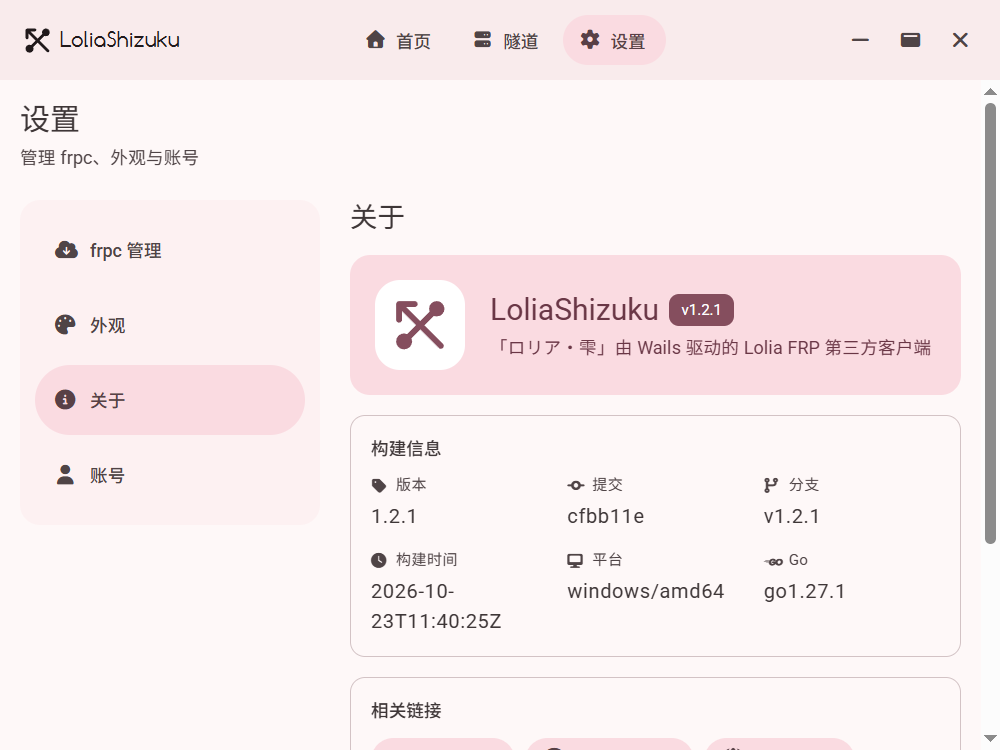 LoliaShizuku
首页
隧道
设置
设置
管理 frpc、外观与账号
frpc 管理
外观
关于
账号
关于
LoliaShizuku v1.2.1
「ロリア・雫」由 Wails 驱动的 Lolia FRP 第三方客户端
构建信息
版本
1.2.1
提交
cfbb11e
分支
v1.2.1
构建时间
2026-10-
23T11:40:25Z
平台
windows/amd64
Go
go1.27.1
相关链接